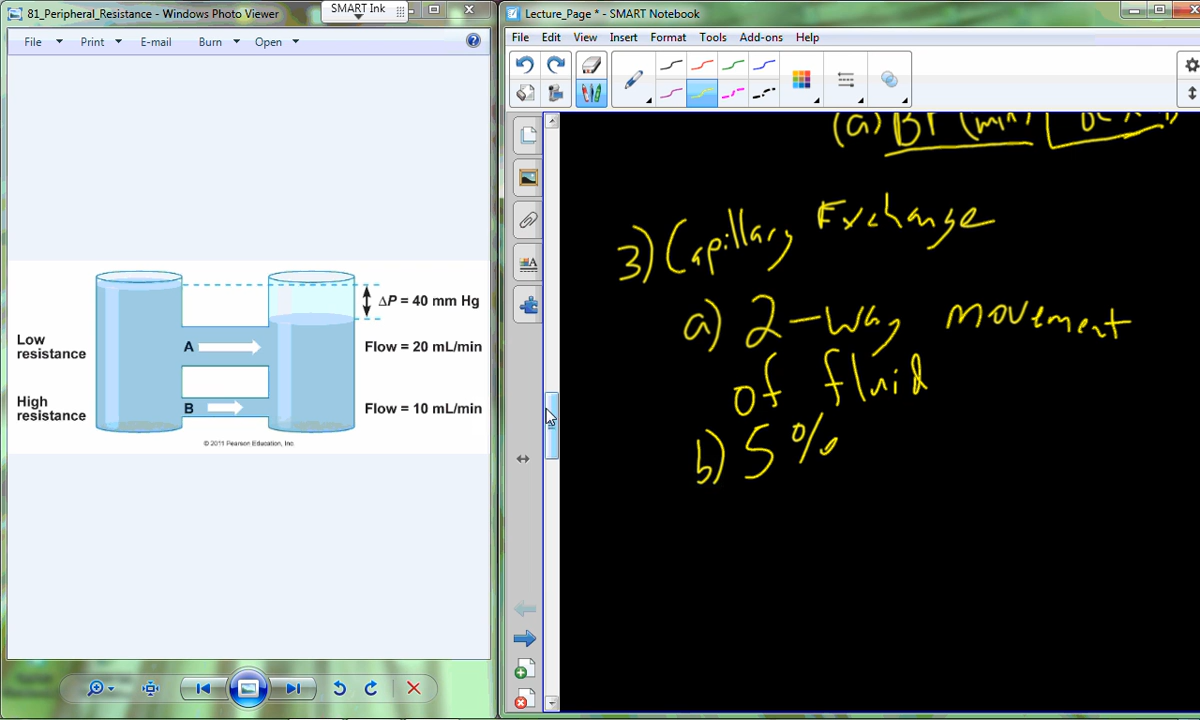 81_Peripheral_Resistance - Windows Photo Viewer
SMART Ink
File Print E-mail Burn Open
Low
resistance
High
resistance
A
B
ΔP = 40 mm Hg
Flow = 20 mL/min
Flow = 10 mL/min
© 2011 Pearson Education, Inc.
Lecture_Page * - SMART Notebook
File Edit View Insert Format Tools Add-ons Help
(a) BP (min)
3) Capillary Exchange
a) 2-way movement
of fluid
b) 5%